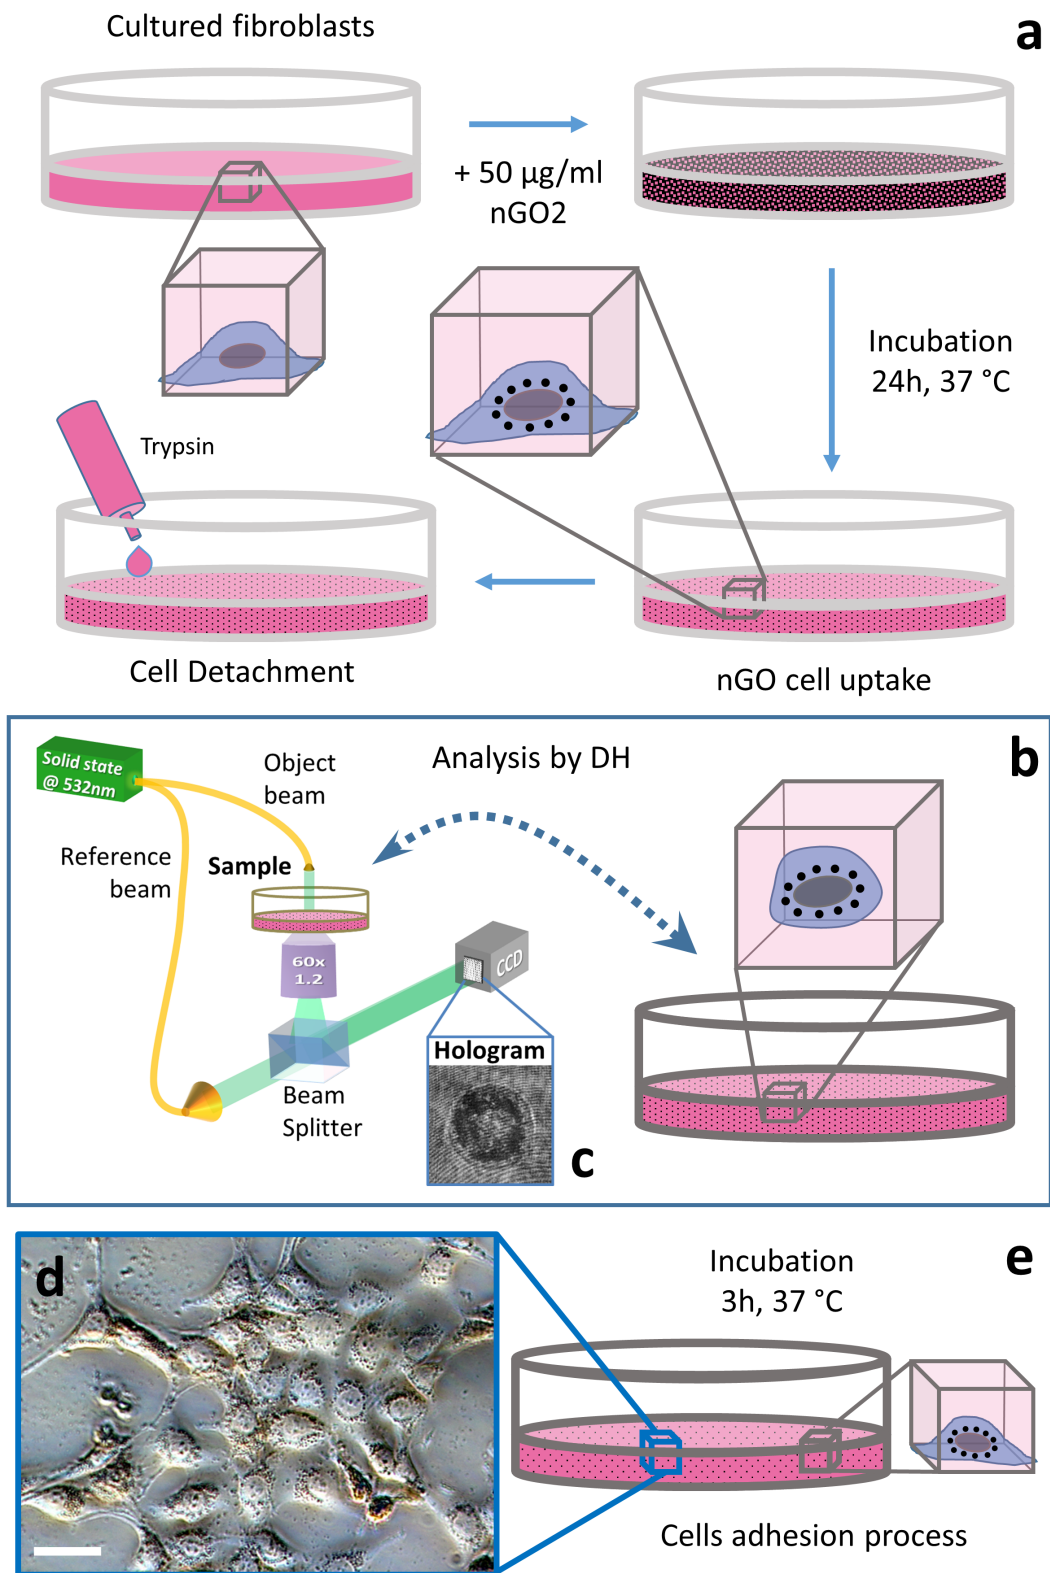 Cultured fibroblasts
a
+ 50 µg/ml
nGO2
Incubation
24h, 37 °C
Trypsin
Cell Detachment
nGO cell uptake
b
Solid state
@ 532nm
Object
beam
Analysis by DH
Reference
beam
Sample
60x
1.2
CCD
Hologram
Beam
Splitter
c
d
Incubation
3h, 37 °C
e
Cells adhesion process